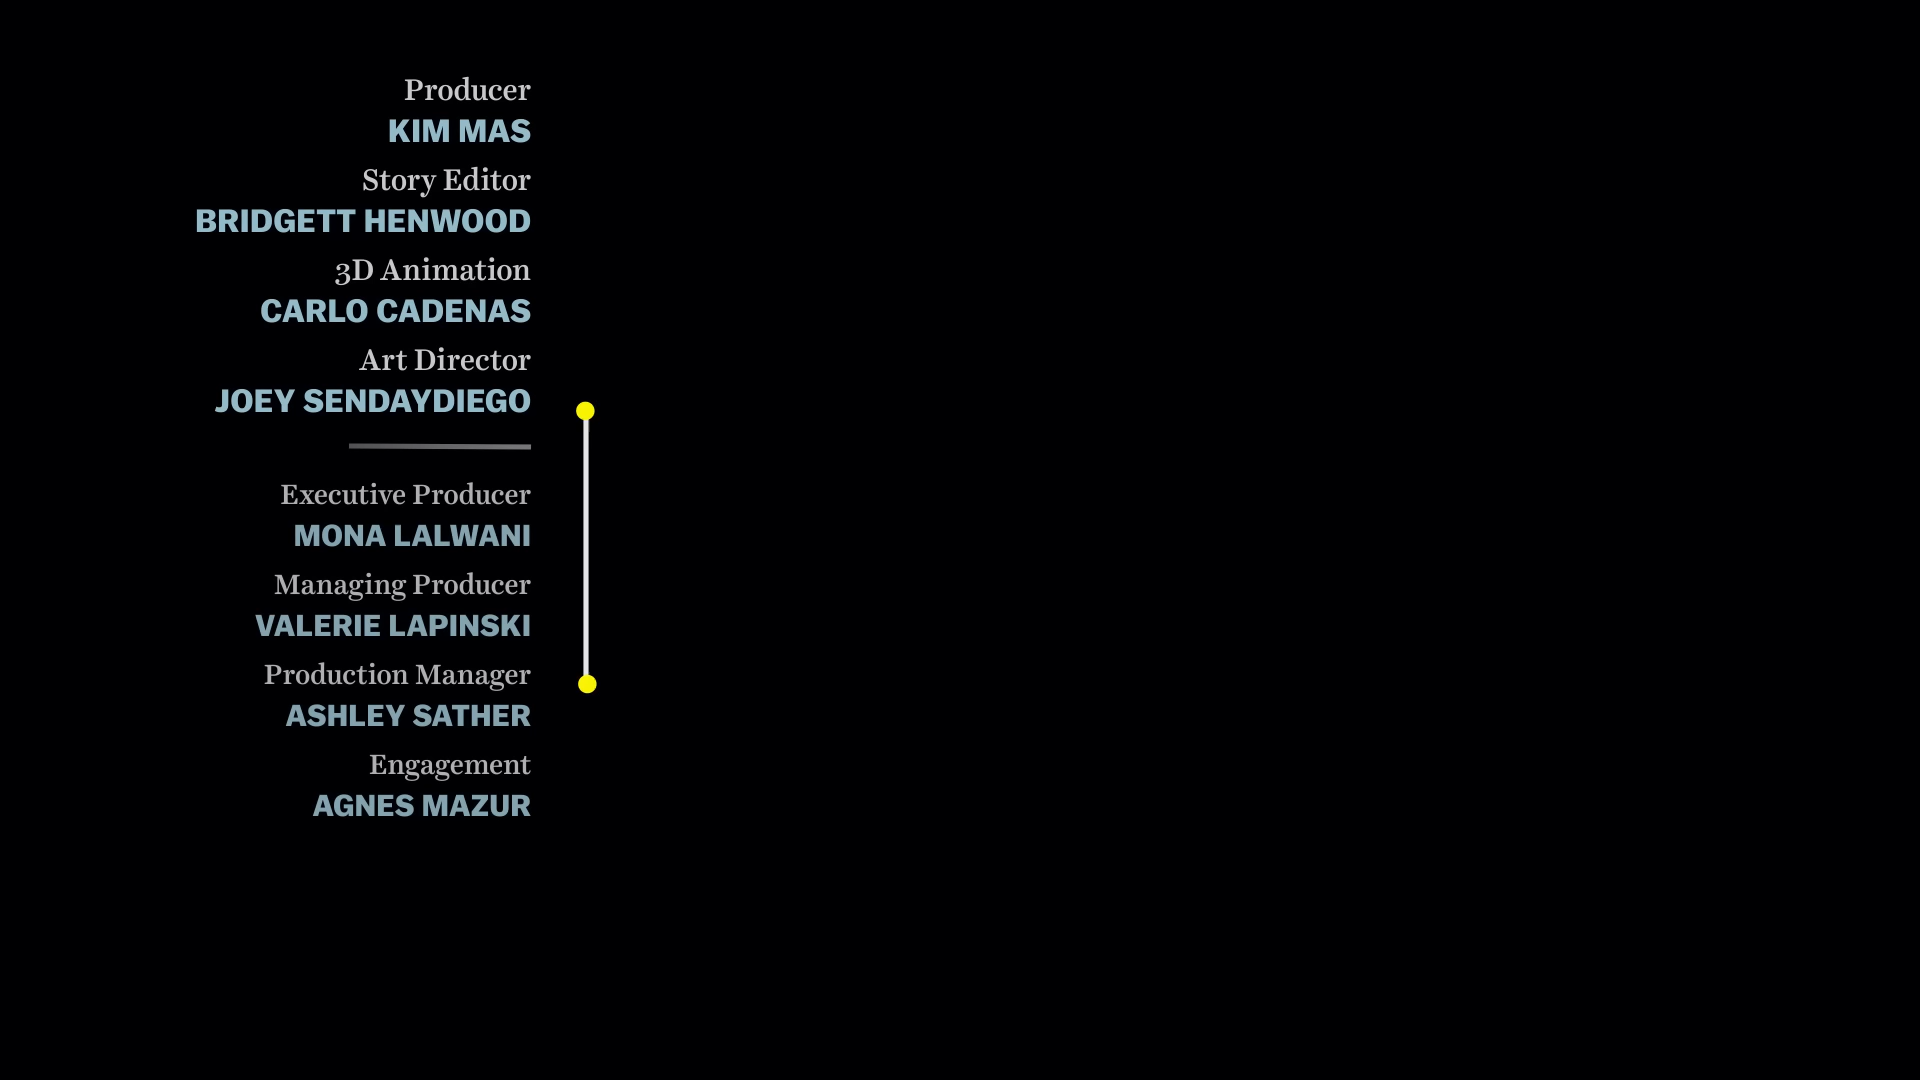 Producer
KIM MAS
Story Editor
BRIDGETT HENWOOD
3D Animation
CARLO CADENAS
Art Director
JOEY SENDAYDIEGO
Executive Producer
MONA LALWANI
Managing Producer
VALERIE LAPINSKI
Production Manager
ASHLEY SATHER
Engagement
AGNES MAZUR